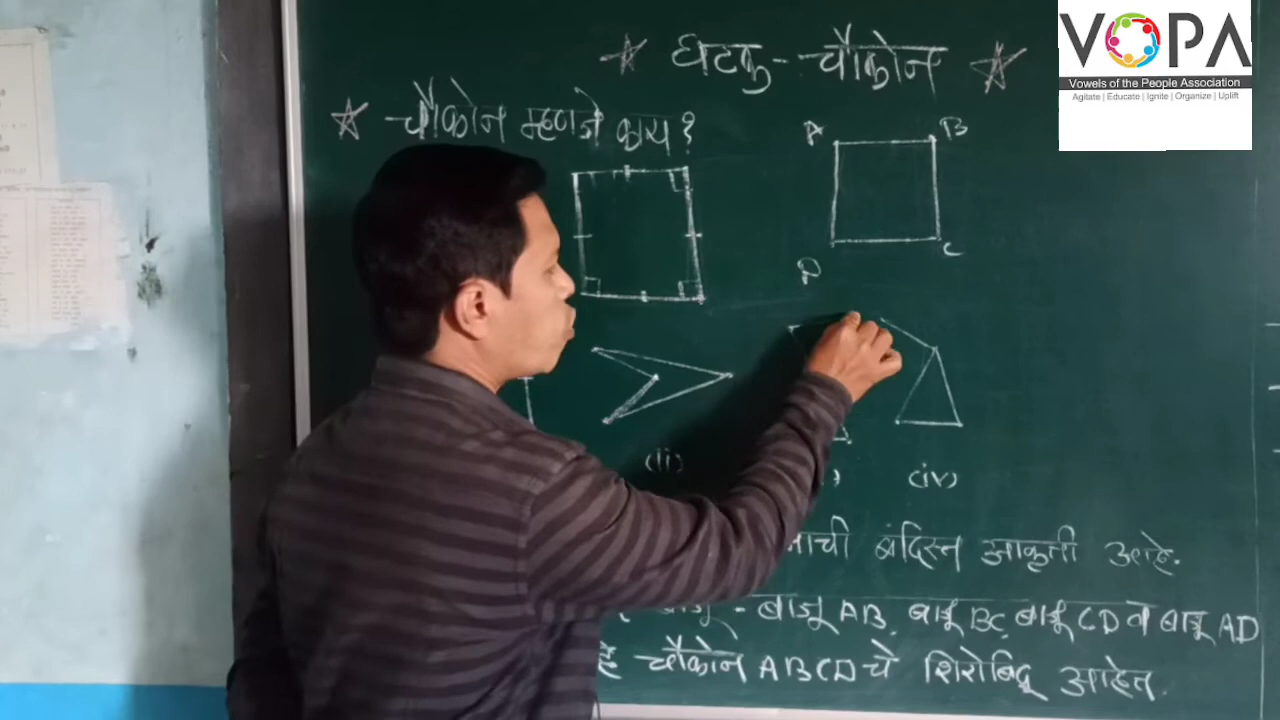 VOPA
Vowels of the People Association
Agitate | Educate | Ignite | Organize | Uplift
घटक - चौकोन
चौकोन म्हणजे काय?
A B
C
D
(ii)
(iv)
बंदिस्त आकृती आहे.
बाजू - बाजू AB, बाजू BC, बाजू CD व बाजू AD
चौकोन ABCD चे शिरोबिंदू आहेत.